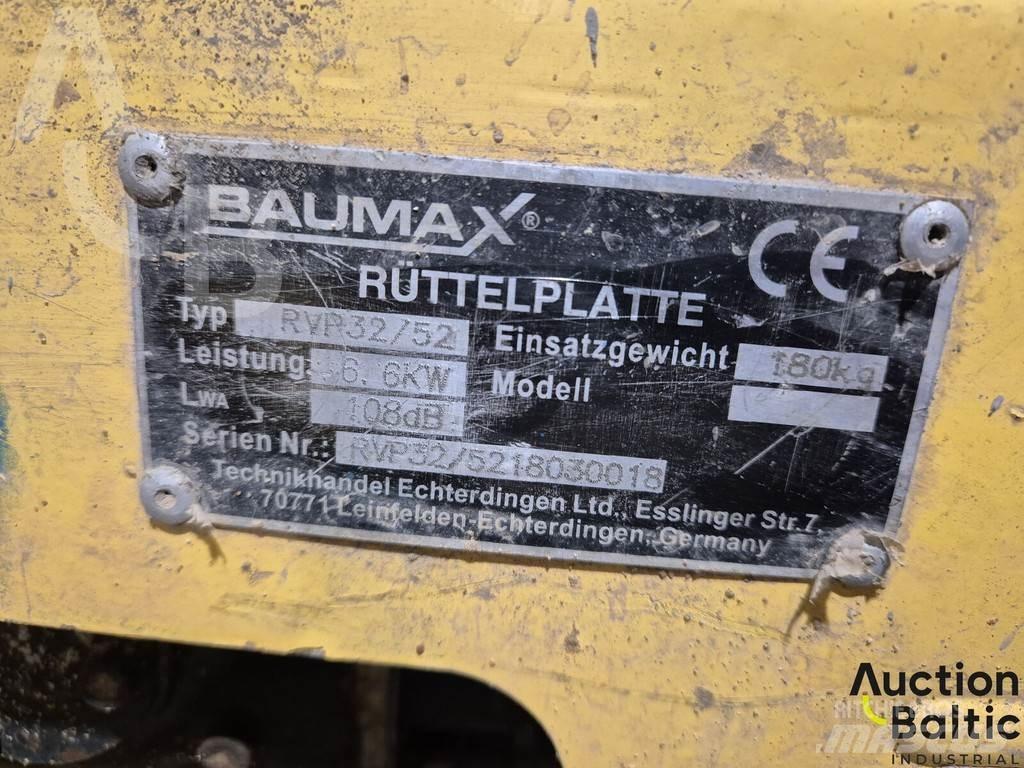 BAUMAX®
CE
RÜTTELPLATTE
Typ RVP32/52
Einsatzgewicht 180kg
Leistung: 6.6KW
Modell
LWA 108dB
Serien Nr.: RVP32/5218030018
Technikhandel Echterdingen Ltd., Esslinger Str.7
70771 Leinfelden-Echterdingen, Germany
Auction
Baltic
INDUSTRIAL